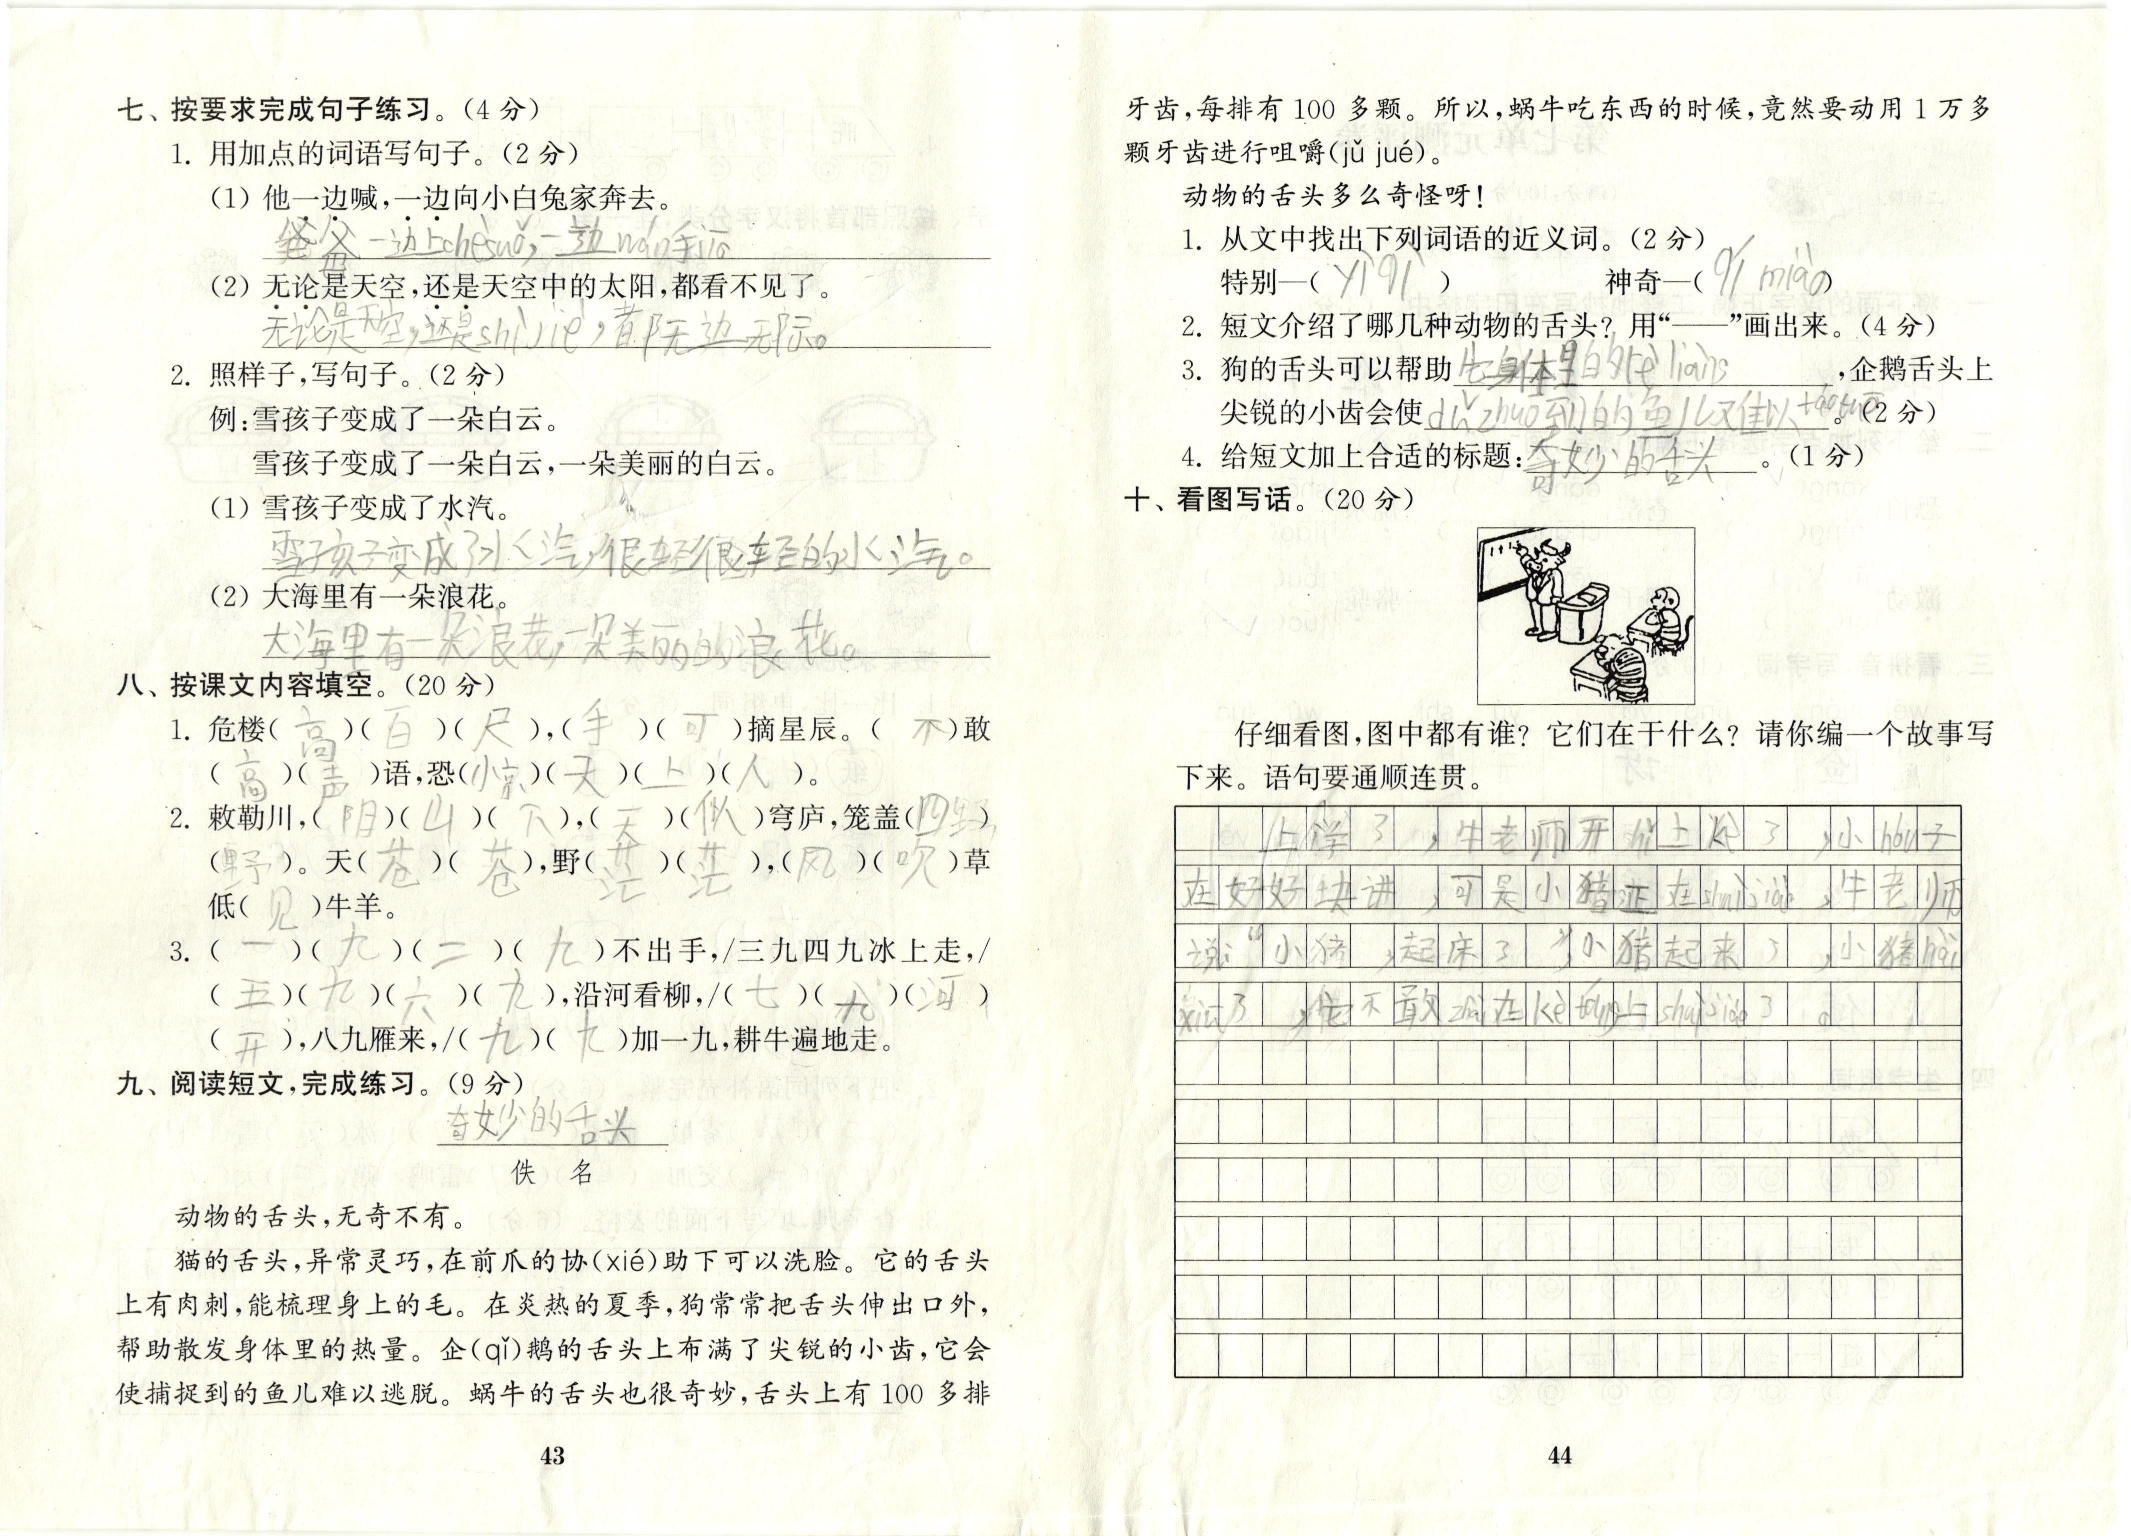 七、按要求完成句子练习。(4 分)
1. 用加点的词语写句子。(2 分)
(1) 他一边喊,一边向小白兔家奔去。
爸爸一边上cèsuǒ,一边wán手jī
(2) 无论是天空,还是天空中的太阳,都看不见了。
无论是天空,还是shìjiè,都无边无际。
2. 照样子,写句子。(2 分)
例:雪孩子变成了一朵白云。
雪孩子变成了一朵白云,一朵美丽的白云。
(1) 雪孩子变成了水汽。
雪孩子变成了水汽,很轻很轻的水汽。
(2) 大海里有一朵浪花。
大海里有一朵浪花,一朵美丽的浪花。
八、按课文内容填空。(20 分)
1. 危楼( 高 )( 百 )( 尺 ),( 手 )( 可 )摘星辰。( 不 )敢
( 高 )( 声 )语,恐( 惊 )( 天 )( 上 )( 人 )。
2. 敕勒川,( 阴 )( 山 )( 下 ),( 天 )( 似 )穹庐,笼盖( 四 )
( 野 )。天( 苍 )( 苍 ),野( 茫 )( 茫 ),( 风 )( 吹 )草
低( 见 )牛羊。
3. ( 一 )( 九 )( 二 )( 九 )不出手,/三九四九冰上走,/
( 五 )( 九 )( 六 )( 九 ),沿河看柳,/( 七 )( 九 )( 河 )
( 开 ),八九雁来,/( 九 )( 九 )加一九,耕牛遍地走。
九、阅读短文,完成练习。(9 分)
奇妙的舌头
佚 名
动物的舌头,无奇不有。
猫的舌头,异常灵巧,在前爪的协(xié)助下可以洗脸。它的舌头
上有肉刺,能梳理身上的毛。在炎热的夏季,狗常常把舌头伸出口外,
帮助散发身体里的热量。企(qǐ)鹅的舌头上布满了尖锐的小齿,它会
使捕捉到的鱼儿难以逃脱。蜗牛的舌头也很奇妙,舌头上有 100 多排
43
牙齿,每排有 100 多颗。所以,蜗牛吃东西的时候,竟然要动用 1 万多
颗牙齿进行咀嚼(jǔ jué)。
动物的舌头多么奇怪呀!
1. 从文中找出下列词语的近义词。(2 分)
特别—( yì qí ) 神奇—( qí miào )
2. 短文介绍了哪几种动物的舌头? 用“——”画出来。(4 分)
3. 狗的舌头可以帮助 身体里的rè liàng ,企鹅舌头上
尖锐的小齿会使 到的鱼儿难以táo tuō 。(2 分)
4. 给短文加上合适的标题: 奇妙的舌头 。(1 分)
十、看图写话。(20 分)
仔细看图,图中都有谁? 它们在干什么? 请你编一个故事写
下来。语句要通顺连贯。
上学了,牛老师开始上课了,小hóu子
在好好听讲,可是小猪正在shuìjiào,牛老师
说:“小猪,起床了”,小猪起来了,小猪hài
xiū了,他不敢zài在kè táng上shuìjiào了。
44